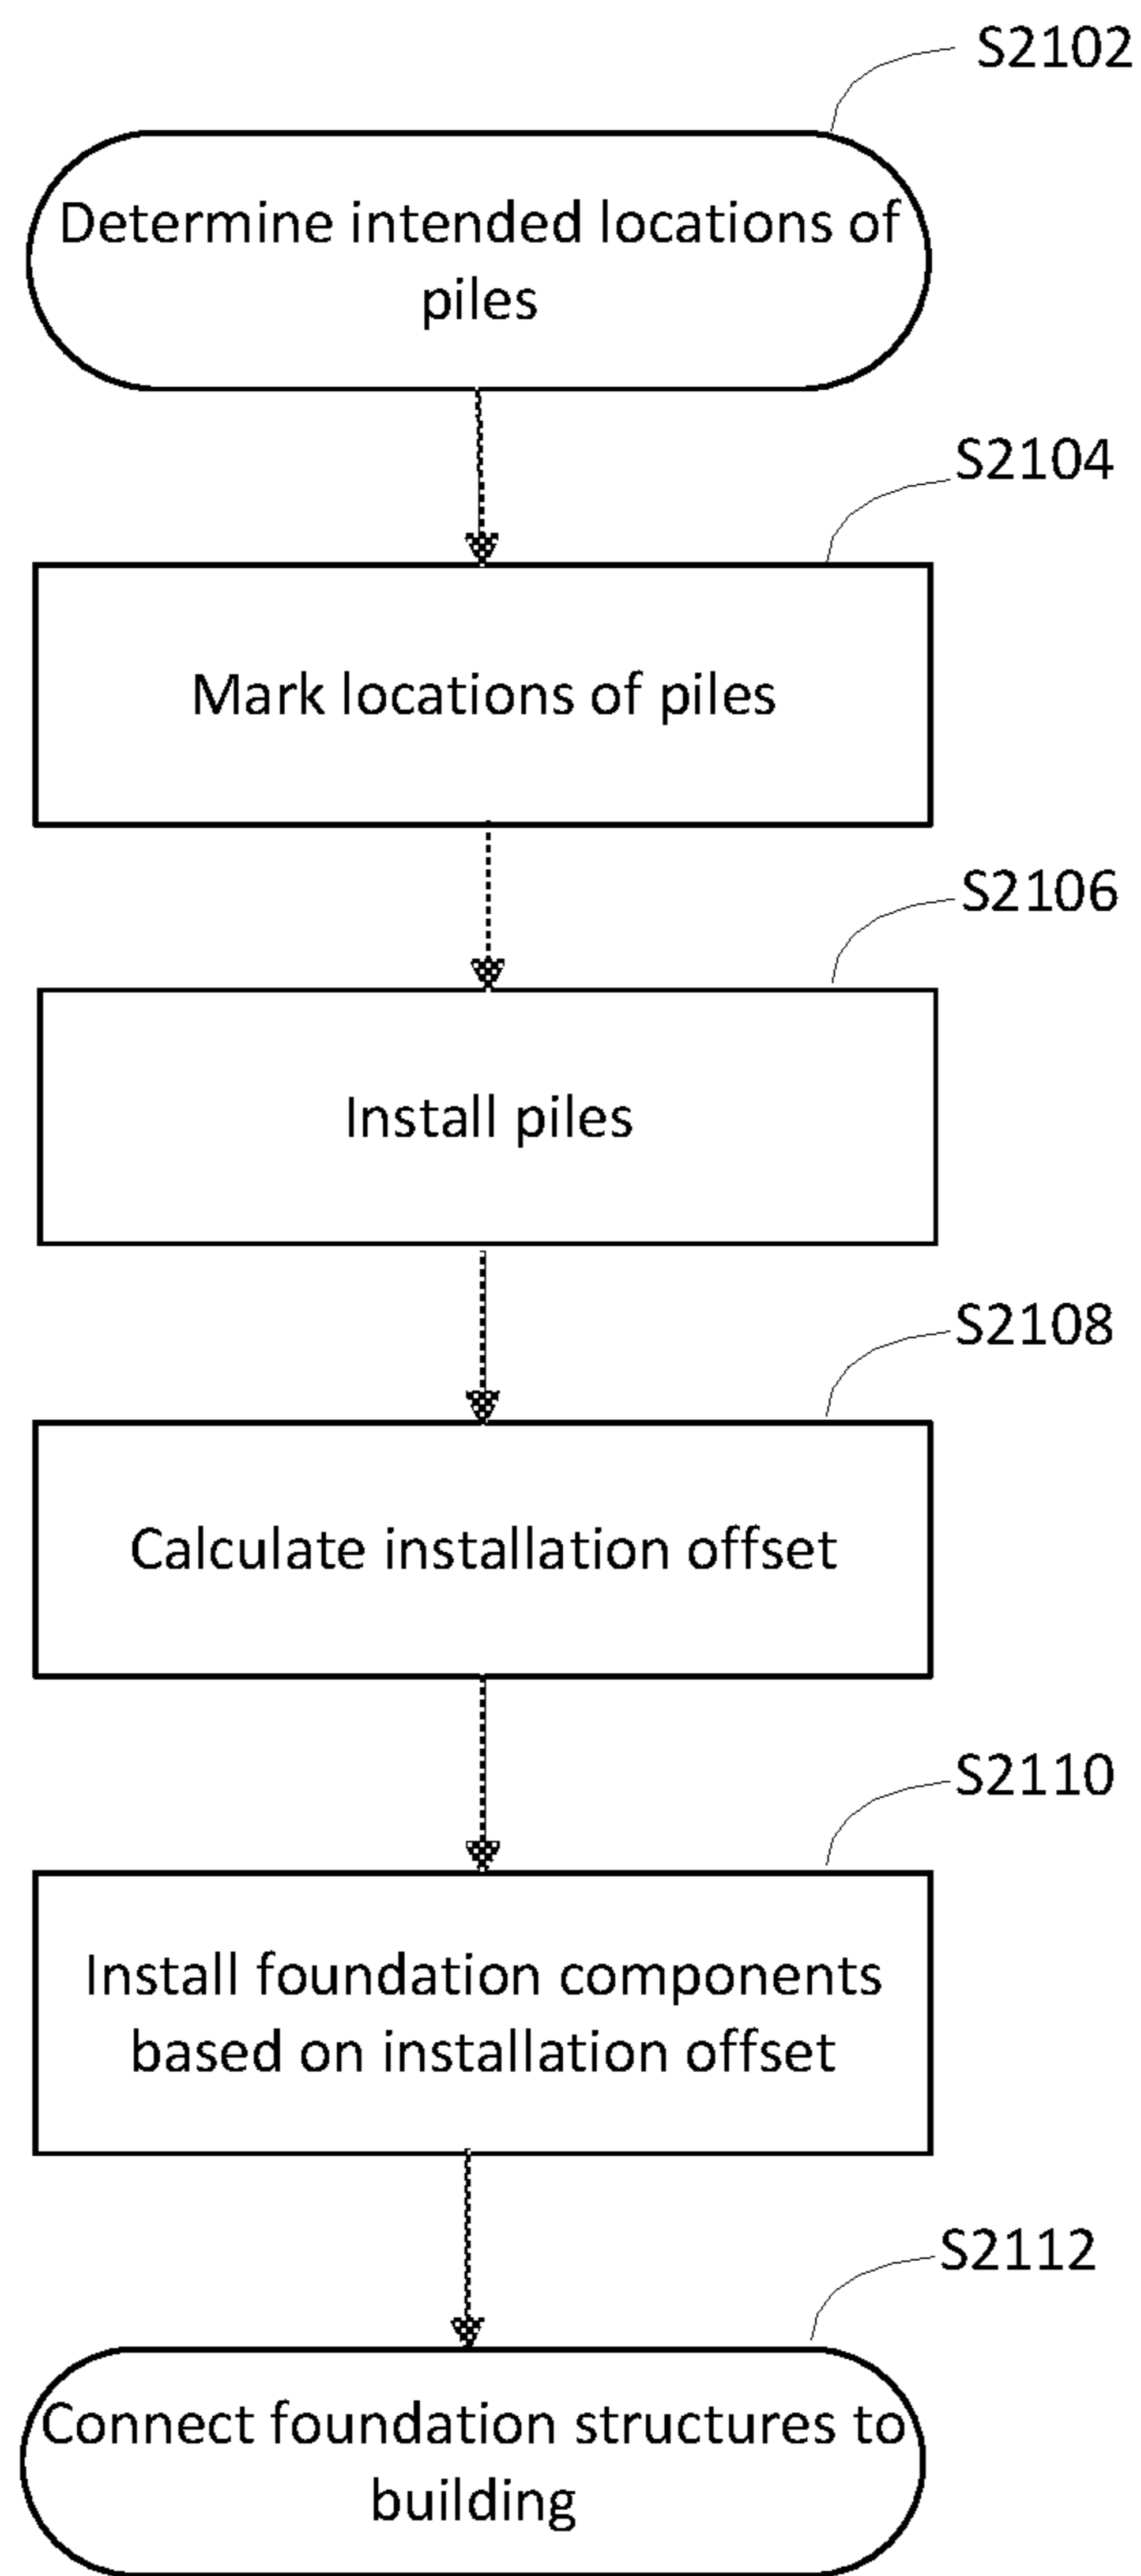 S2102
Determine intended locations of
piles
S2104
Mark locations of piles
S2106
Install piles
S2108
Calculate installation offset
S2110
Install foundation components
based on installation offset
S2112
Connect foundation structures to
building